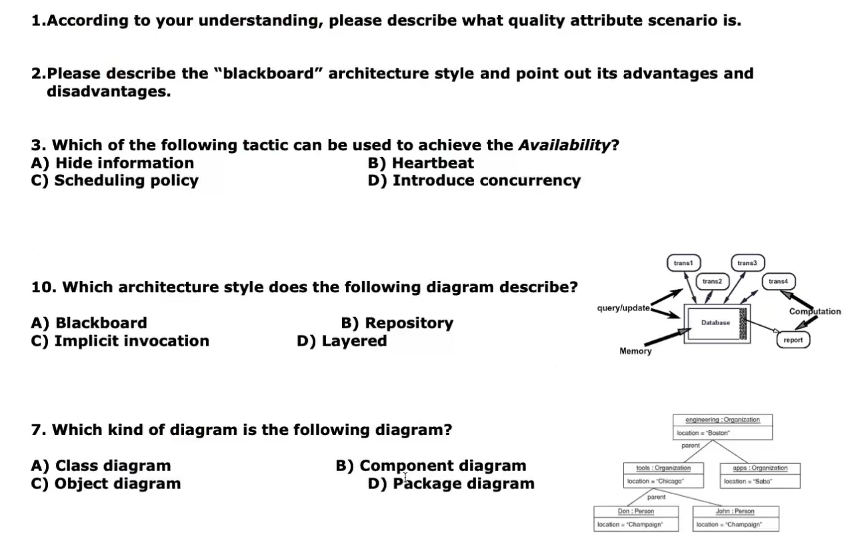 1.According to your understanding, please describe what quality attribute scenario is.
2.Please describe the “blackboard” architecture style and point out its advantages and
disadvantages.
3. Which of the following tactic can be used to achieve the Availability?
A) Hide information B) Heartbeat
C) Scheduling policy D) Introduce concurrency
10. Which architecture style does the following diagram describe?
A) Blackboard B) Repository
C) Implicit invocation D) Layered
trans1 trans3
trans2 trans4
query/update
Computation
Database
report
Memory
7. Which kind of diagram is the following diagram?
A) Class diagram B) Component diagram
C) Object diagram D) Package diagram
engineering : Organization
location = "Boston"
parent
tools : Organization apps : Organization
location = "Chicago" location = "Saba"
parent
Don : Person John : Person
location = "Champaign" location = "Champaign"